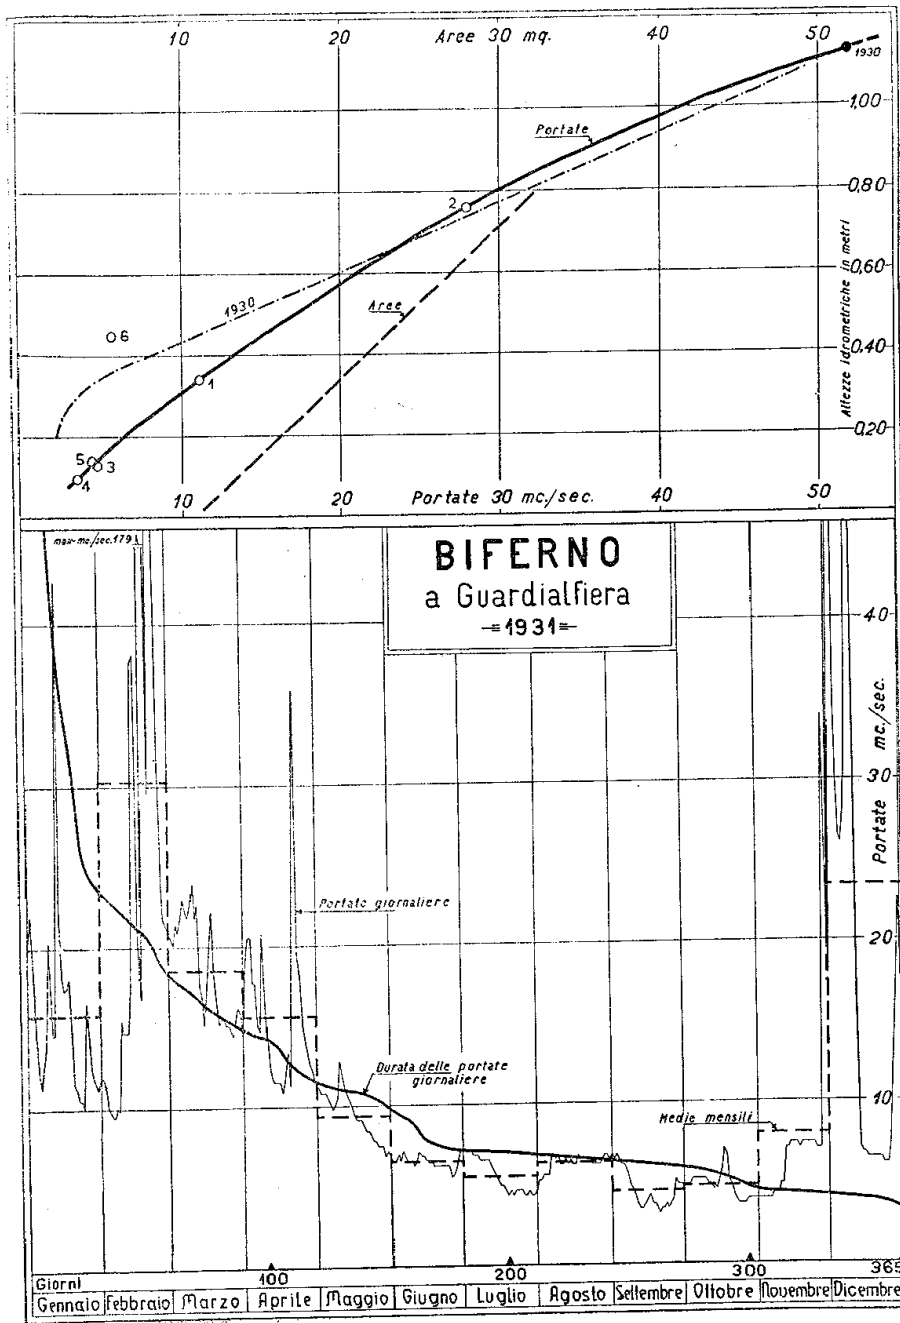 10 Aree 30 mq. 40 50
1930
1,00
Portate
2
0,80
Altezze idrometriche in metri
0,60
1930
Aree
6
0,40
1
0,20
5
3
4
10 20 Portate 30 mc./sec. 40 50
max=mc./sec.179
BIFERNO
a Guardialfiera
=1931=
40
Portate mc./sec.
30
Portate giornaliere
20
Durata delle portate
giornaliere
Medie mensili
10
Giorni 100 200 300 365
Gennaio Febbraio Marzo Aprile Maggio Giugno Luglio Agosto Settembre Ottobre Novembre Dicembre